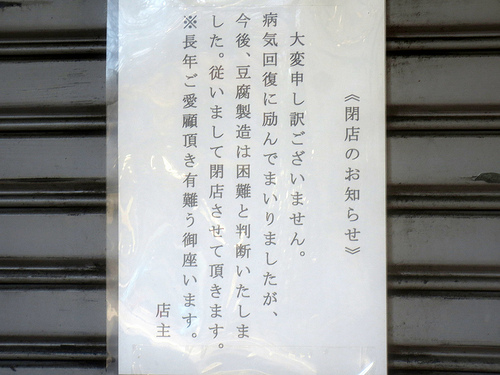 《閉店のお知らせ》
大変申し訳ございません。
病気回復に励んでまいりましたが、
今後、豆腐製造は困難と判断いたしま
した。従いまして閉店させて頂きます。
※長年ご愛顧頂き有難う御座います。
店主